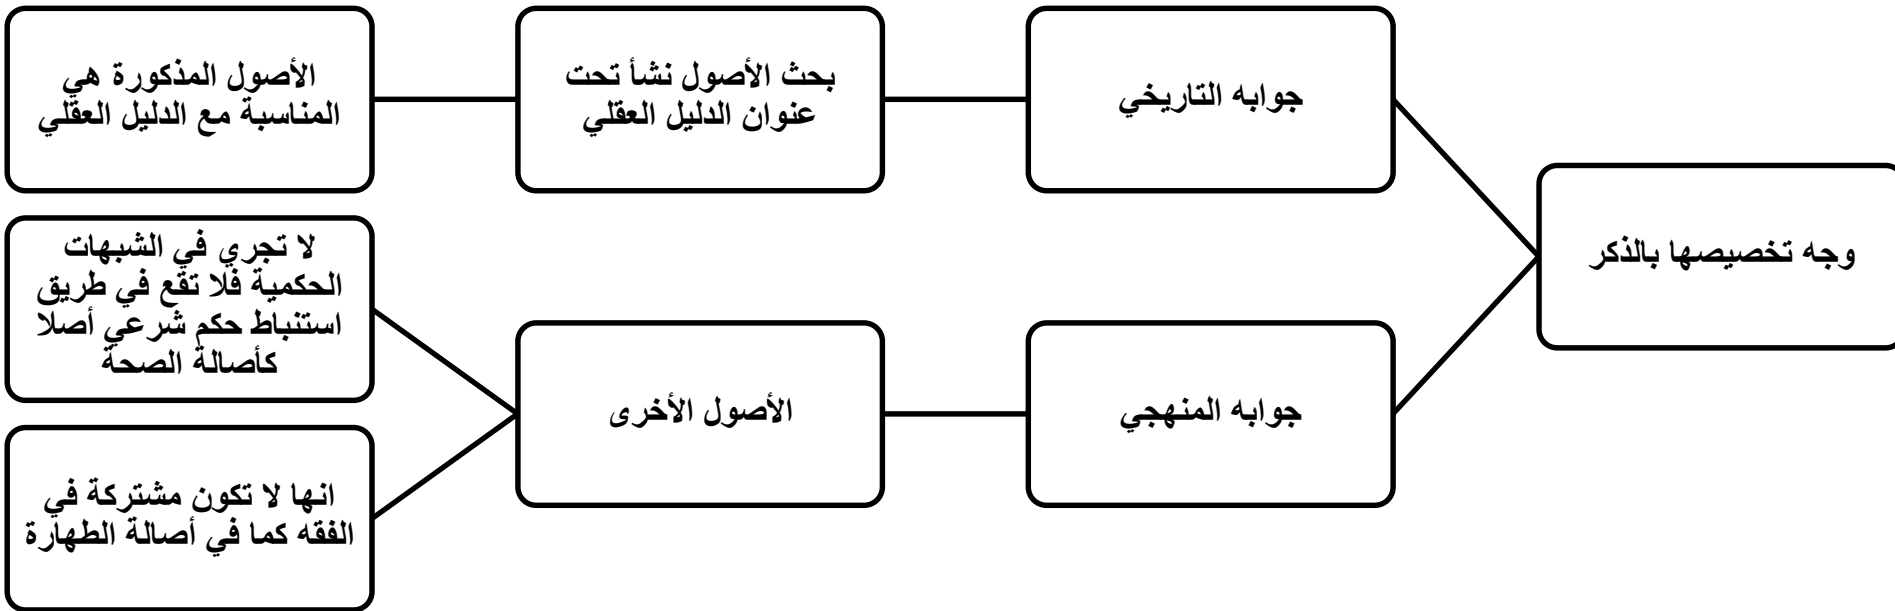 وجه تخصيصها بالذكر
جوابه التاريخي
بحث الأصول نشأ تحت
عنوان الدليل العقلي
الأصول المذكورة هي
المناسبة مع الدليل العقلي
جوابه المنهجي
الأصول الأخرى
لا تجري في الشبهات
الحكمية فلا تقع في طريق
استنباط حكم شرعي أصلا
كأصالة الصحة
انها لا تكون مشتركة في
الفقه كما في أصالة الطهارة